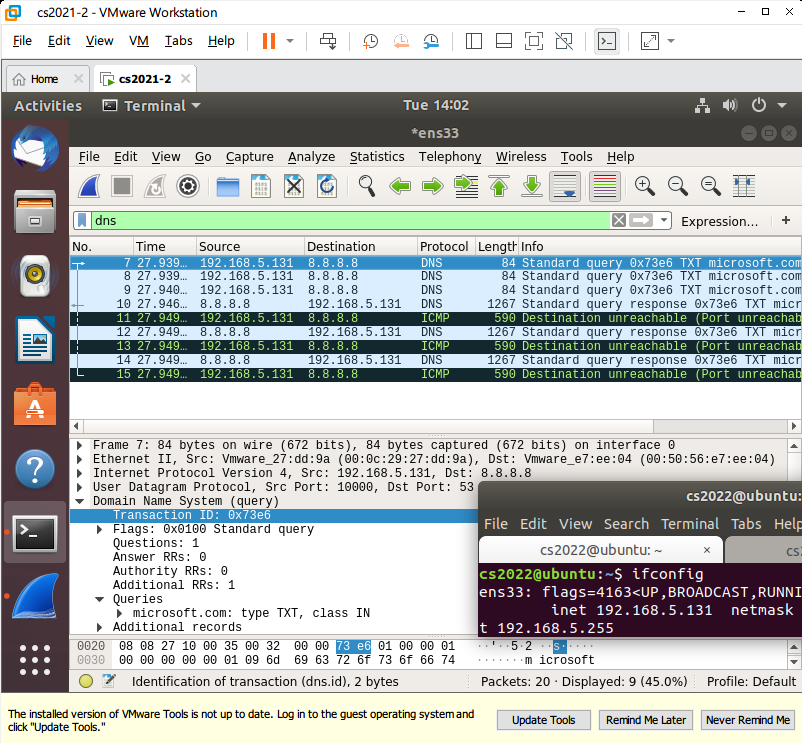 cs2021-2 - VMware Workstation
File Edit View VM Tabs Help
Home cs2021-2
Activities Terminal Tue 14:02
*ens33
File Edit View Go Capture Analyze Statistics Telephony Wireless Tools Help
dns Expression... +
No. Time Source Destination Protocol Length Info
7 27.939… 192.168.5.131 8.8.8.8 DNS 84 Standard query 0x73e6 TXT microsoft.com
8 27.939… 192.168.5.131 8.8.8.8 DNS 84 Standard query 0x73e6 TXT microsoft.com
9 27.940… 192.168.5.131 8.8.8.8 DNS 84 Standard query 0x73e6 TXT microsoft.com
10 27.946… 8.8.8.8 192.168.5.131 DNS 1267 Standard query response 0x73e6 TXT mic
11 27.949… 192.168.5.131 8.8.8.8 ICMP 590 Destination unreachable (Port unreachab
12 27.949… 8.8.8.8 192.168.5.131 DNS 1267 Standard query response 0x73e6 TXT mic
13 27.949… 192.168.5.131 8.8.8.8 ICMP 590 Destination unreachable (Port unreachab
14 27.949… 8.8.8.8 192.168.5.131 DNS 1267 Standard query response 0x73e6 TXT mic
15 27.949… 192.168.5.131 8.8.8.8 ICMP 590 Destination unreachable (Port unreachab
Frame 7: 84 bytes on wire (672 bits), 84 bytes captured (672 bits) on interface 0
Ethernet II, Src: Vmware_27:dd:9a (00:0c:29:27:dd:9a), Dst: Vmware_e7:ee:04 (00:50:56:e7:ee:04)
Internet Protocol Version 4, Src: 192.168.5.131, Dst: 8.8.8.8
User Datagram Protocol, Src Port: 10000, Dst Port: 53
Domain Name System (query)
Transaction ID: 0x73e6
Flags: 0x0100 Standard query
Questions: 1
Answer RRs: 0
Authority RRs: 0
Additional RRs: 1
Queries
microsoft.com: type TXT, class IN
Additional records
cs2022@ubuntu:
File Edit View Search Terminal Tabs Help
cs2022@ubuntu: ~ × cs
cs2022@ubuntu:~$ ifconfig
ens33: flags=4163<UP,BROADCAST,RUNNI
inet 192.168.5.131 netmask
t 192.168.5.255
0020 08 08 27 10 00 35 00 32 00 00 73 e6 01 00 00 01 ··'··5·2 ··s·····
0030 00 00 00 00 00 01 09 6d 69 63 72 6f 73 6f 66 74 ·······m icrosoft
Identification of transaction (dns.id), 2 bytes Packets: 20 · Displayed: 9 (45.0%) Profile: Default
The installed version of VMware Tools is not up to date. Log in to the guest operating system and
click "Update Tools."
Update Tools Remind Me Later Never Remind Me